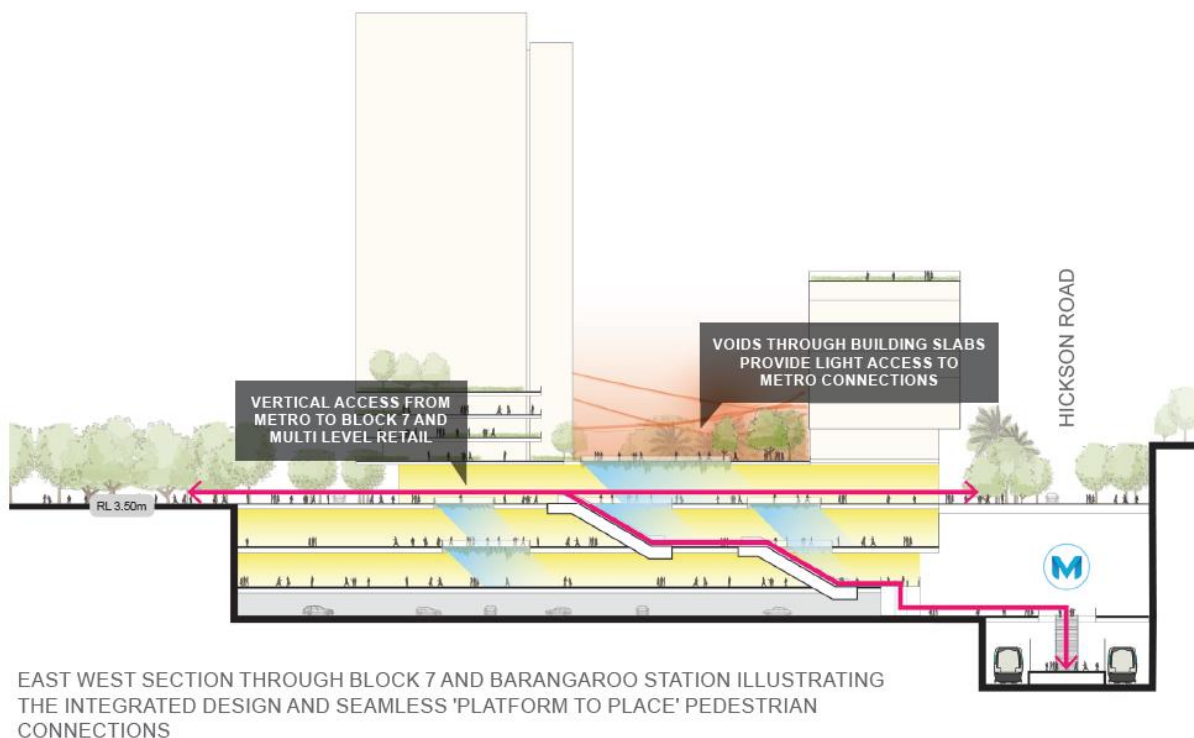 VOIDS THROUGH BUILDING SLABS
PROVIDE LIGHT ACCESS TO
METRO CONNECTIONS
HICKSON ROAD
VERTICAL ACCESS FROM
METRO TO BLOCK 7 AND
MULTI LEVEL RETAIL
RL 3.50m
M
EAST WEST SECTION THROUGH BLOCK 7 AND BARANGAROO STATION ILLUSTRATING
THE INTEGRATED DESIGN AND SEAMLESS 'PLATFORM TO PLACE' PEDESTRIAN
CONNECTIONS